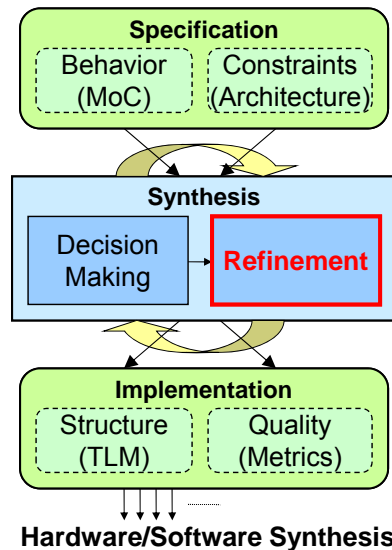 Specification
Behavior
(MoC)
Constraints
(Architecture)
Synthesis
Decision
Making
Refinement
Implementation
Structure
(TLM)
Quality
(Metrics)
Hardware/Software Synthesis